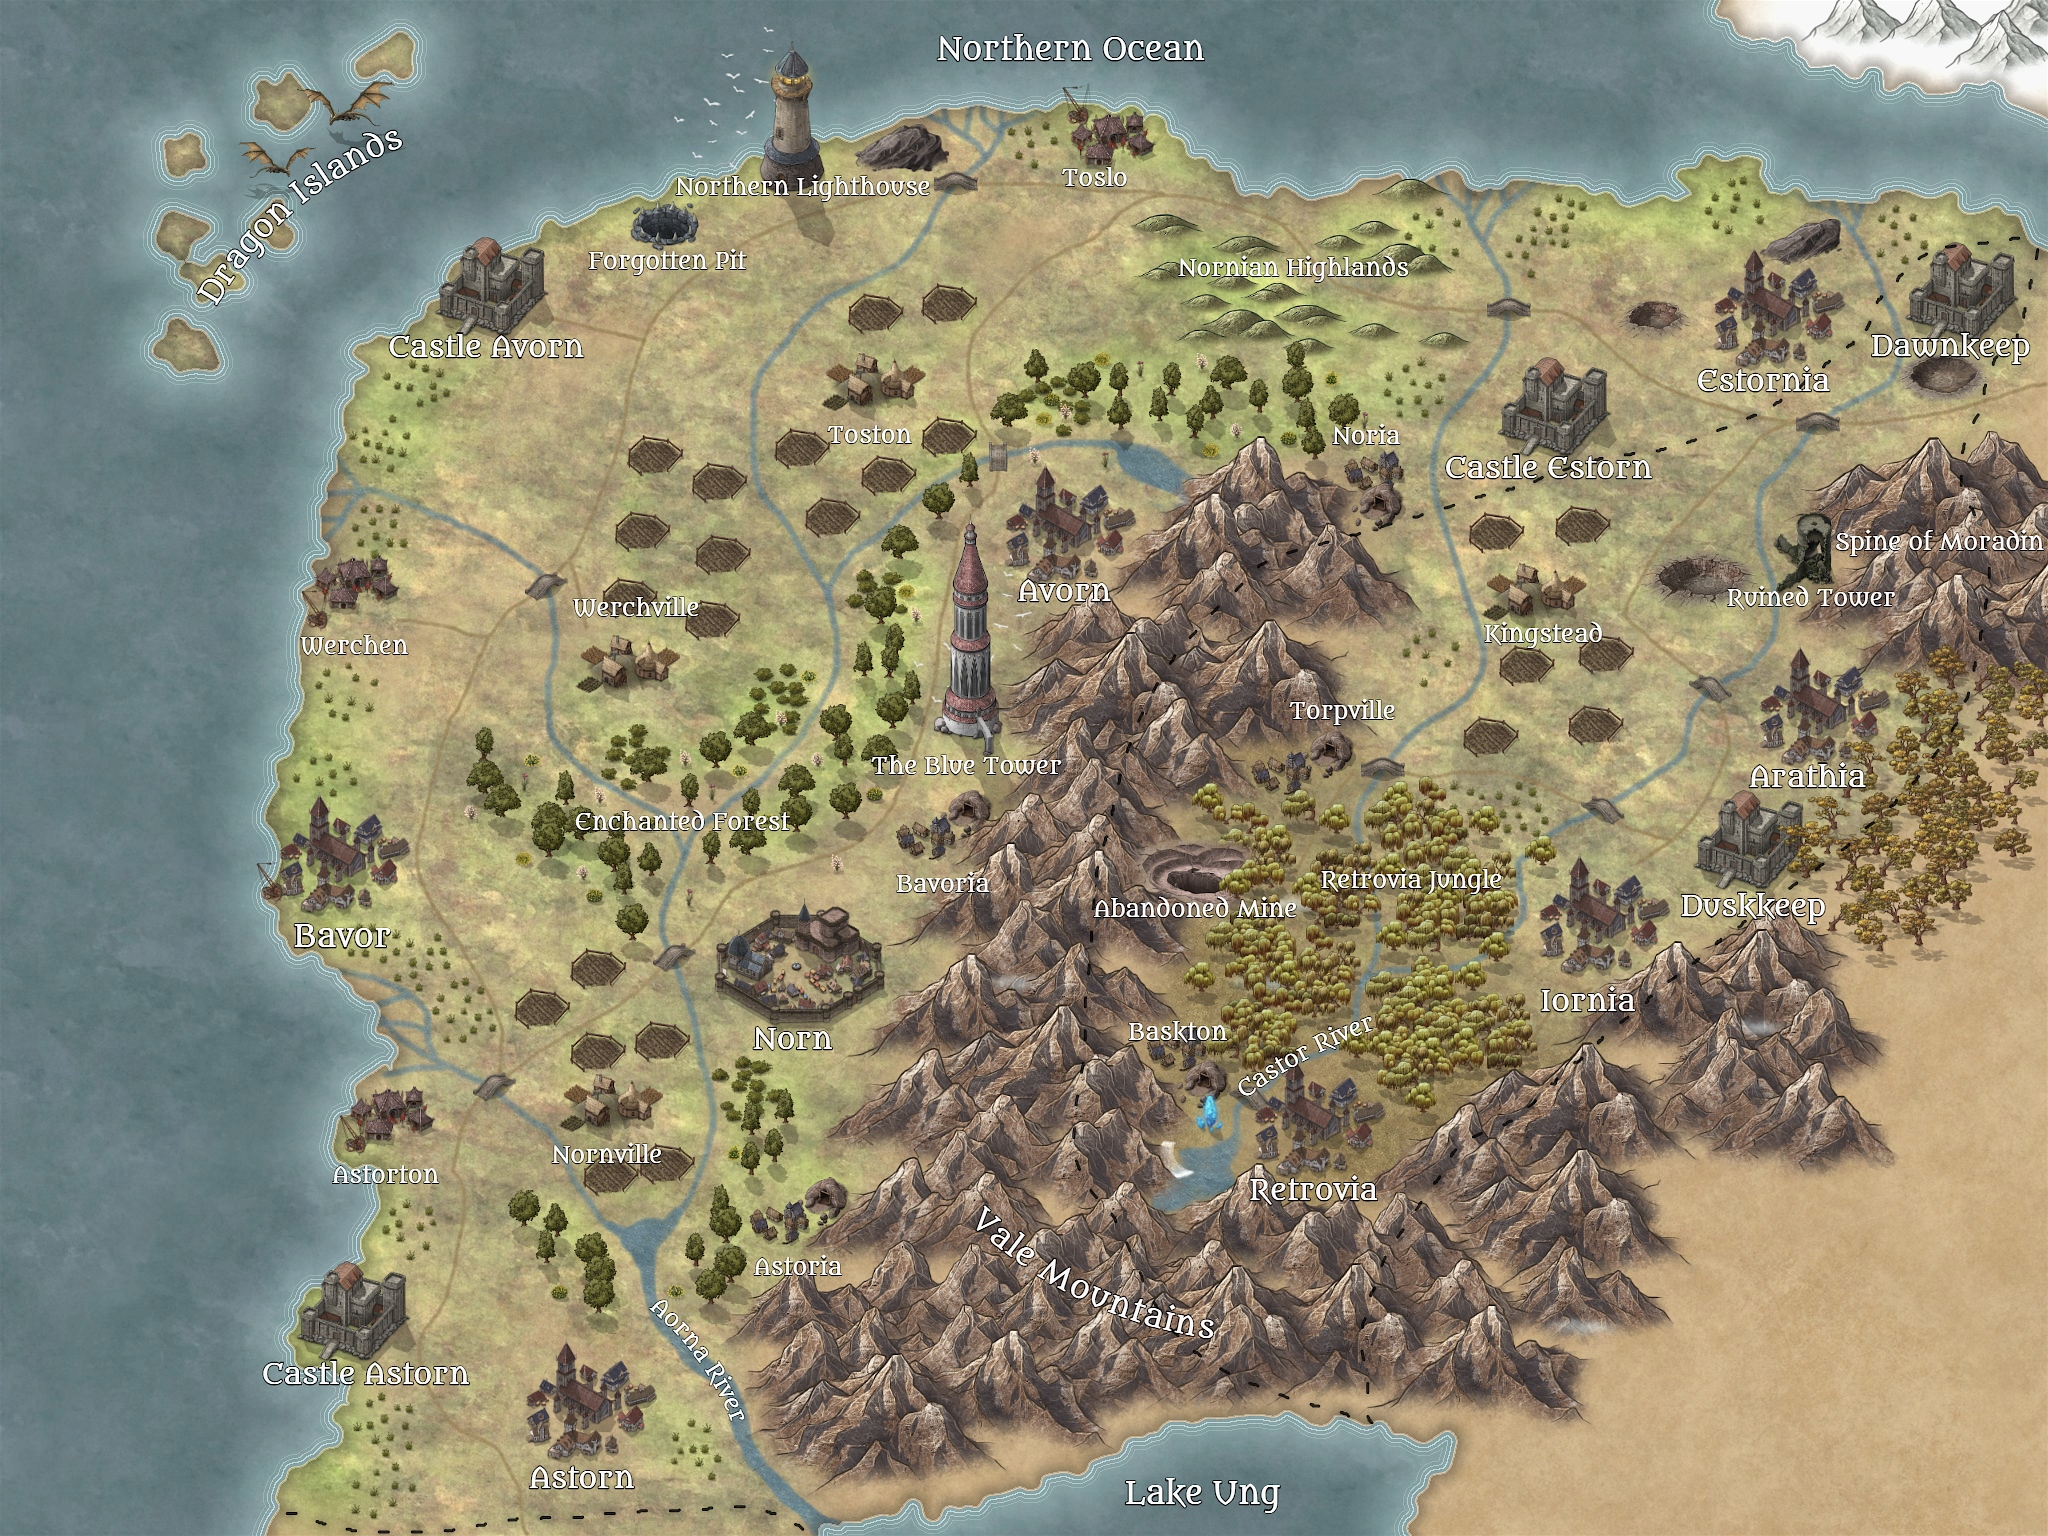 Northern Ocean
Dragon Islands
Northern Lighthouse
Toslo
Forgotten Pit
Nornian Highlands
Castle Avorn
Dawnkeep
Estornia
Toston
Noria
Castle Estorn
Spine of Moradin
Avorn
Ruined Tower
Werchville
Kingstead
Werchen
Torpville
The Blue Tower
Arathia
Enchanted Forest
Bavoria
Retrovia Jungle
Abandoned Mine
Duskkeep
Bavor
Iornia
Norn
Baskton
Castor River
Nornville
Astorton
Retrovia
Astoria
Vale Mountains
Aorna River
Castle Astorn
Astorn
Lake Ung